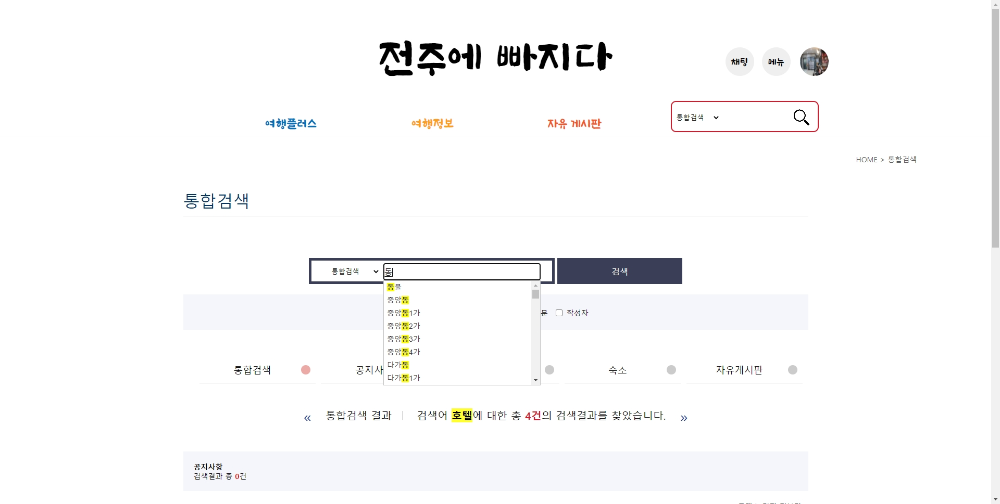 전주에 빠지다
채팅
메뉴
여행플러스
여행정보
자유 게시판
통합검색
HOME > 통합검색
통합검색
통합검색
동
검색
동물
중앙동
중앙동1가
중앙동2가
중앙동3가
중앙동4가
다가동
다가동1가
문
작성자
통합검색
공지사
숙소
자유게시판
« 통합검색 결과 검색어 호텔에 대한 총 4건의 검색결과를 찾았습니다. »
공지사항
검색결과 총 0건